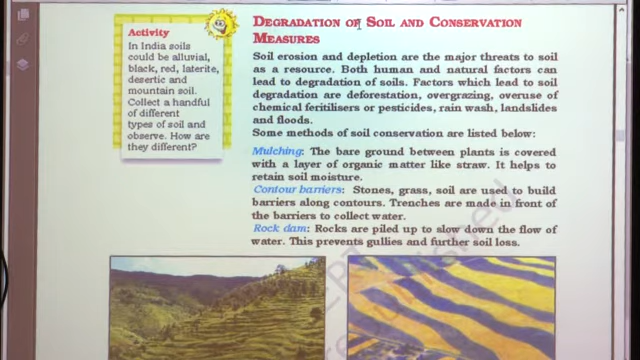 Activity
In India soils
could be alluvial,
black, red, laterite,
desertic and
mountain soil.
Collect a handful
of different
types of soil and
observe. How are
they different?
DEGRADATION OF SOIL AND CONSERVATION
MEASURES
Soil erosion and depletion are the major threats to soil
as a resource. Both human and natural factors can
lead to degradation of soils. Factors which lead to soil
degradation are deforestation, overgrazing, overuse of
chemical feritilisers or pesticides, rain wash, landslides
and floods.
Some methods of soil conservation are listed below:
Mulching: The bare ground between plants is covered
with a layer of organic matter like straw. It helps to
retain soil moisture.
Contour barriers: Stones, grass, soil are used to build
barriers along contours. Trenches are made in front of
the barriers to collect water.
Rock dam: Rocks are piled up to slow down the flow of
water. This prevents gullies and further soil loss.